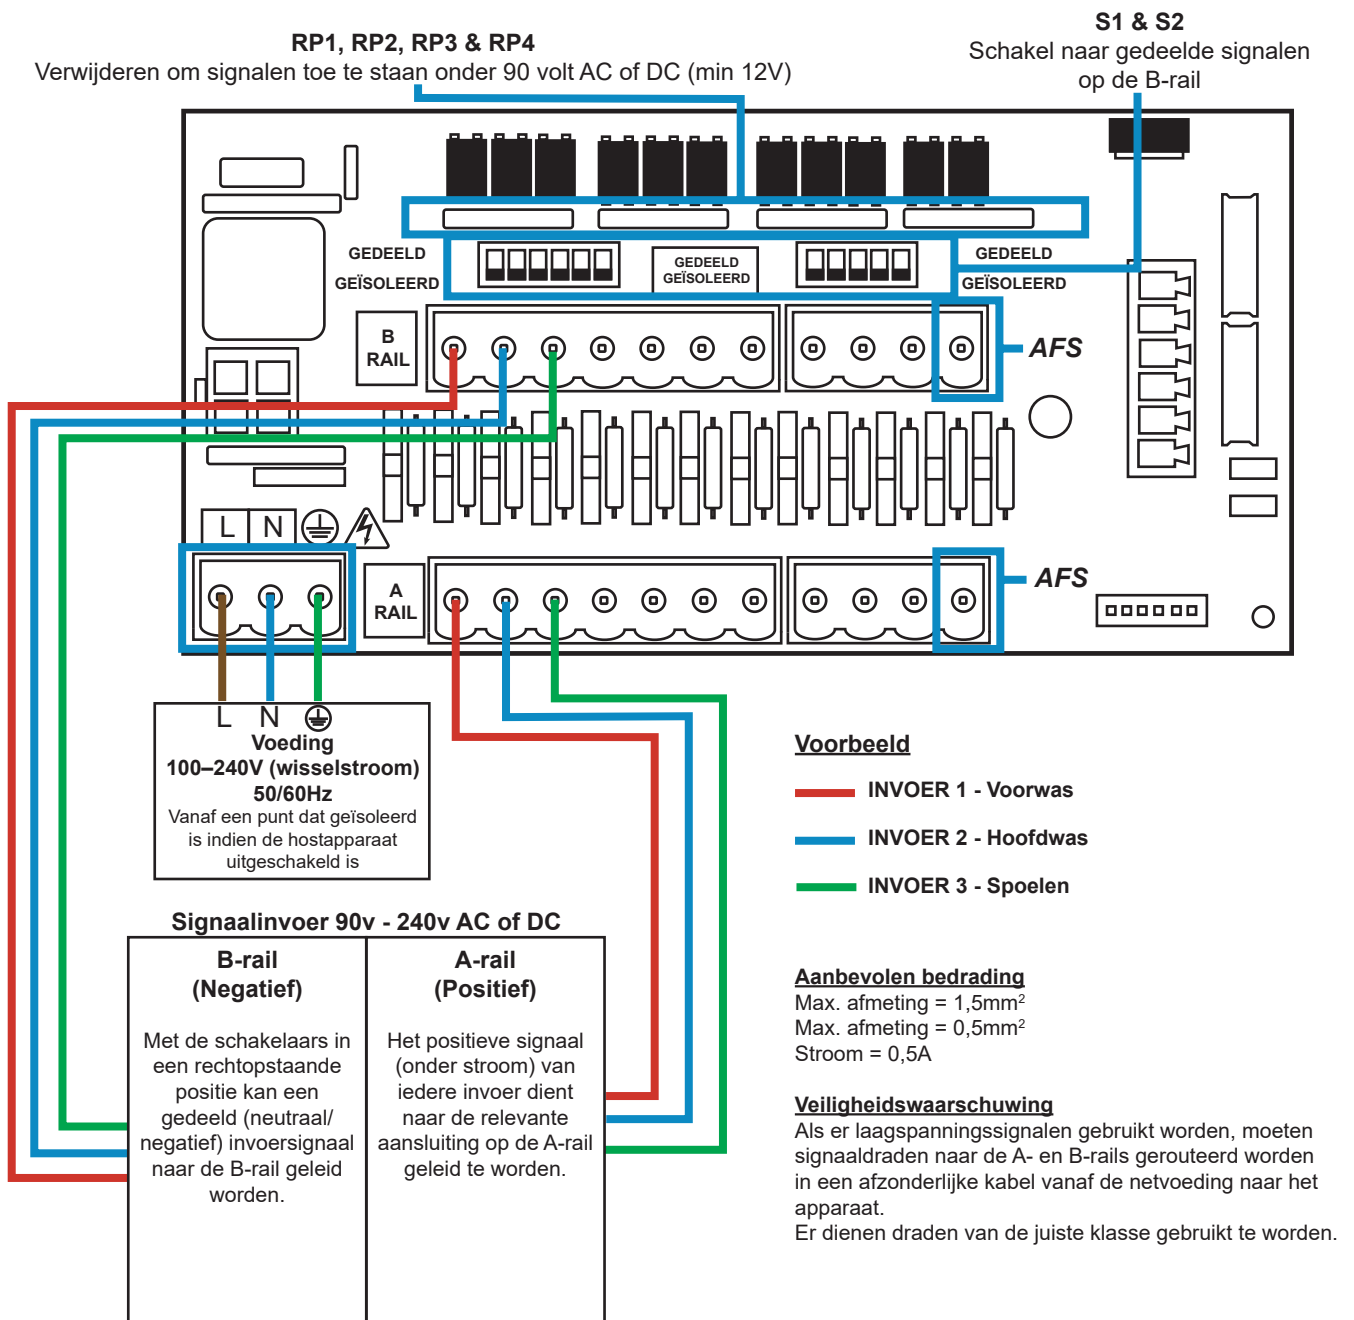 RP1, RP2, RP3 & RP4
Verwijderen om signalen toe te staan onder 90 volt AC of DC (min 12V)
S1 & S2
Schakel naar gedeelde signalen
op de B-rail
GEDEELD
GEÏSOLEERD
GEDEELD
GEÏSOLEERD
GEDEELD
GEÏSOLEERD
B
RAIL
AFS
L N
A
RAIL
AFS
L N
Voeding
100–240V (wisselstroom)
50/60Hz
Vanaf een punt dat geïsoleerd
is indien de hostapparaat
uitgeschakeld is
Voorbeeld
INVOER 1 - Voorwas
INVOER 2 - Hoofdwas
INVOER 3 - Spoelen
Signaalinvoer 90v - 240v AC of DC
B-rail
(Negatief)
Met de schakelaars in
een rechtopstaande
positie kan een
gedeeld (neutraal/
negatief) invoersignaal
naar de B-rail geleid
worden.
A-rail
(Positief)
Het positieve signaal
(onder stroom) van
iedere invoer dient
naar de relevante
aansluiting op de A-rail
geleid te worden.
Aanbevolen bedrading
Max. afmeting = 1,5mm²
Max. afmeting = 0,5mm²
Stroom = 0,5A
Veiligheidswaarschuwing
Als er laagspanningssignalen gebruikt worden, moeten
signaaldraden naar de A- en B-rails gerouteerd worden
in een afzonderlijke kabel vanaf de netvoeding naar het
apparaat.
Er dienen draden van de juiste klasse gebruikt te worden.